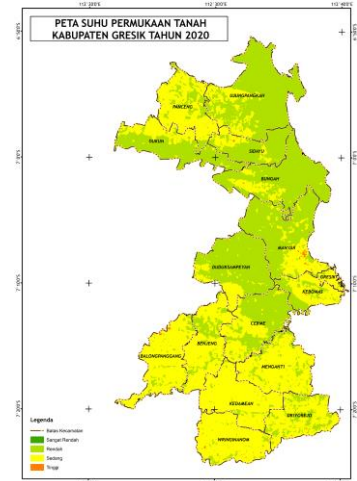 PETA SUHU PERMUKAAN TANAH
KABUPATEN GRESIK TAHUN 2020
UJUNGPANGKAH
PANCENG
DUKUN
SIDAYU
BUNGAH
MANYAR
DUDUKSAMPEYAN
GRESIK
KEBOMAS
CERME
BENJENG
BALONGPANGGANG
MENGANTI
KEDAMEAN
DRIYOREJO
WRINGINANOM
Legenda
Batas Kecamatan
Sangat Rendah
Rendah
Sedang
Tinggi